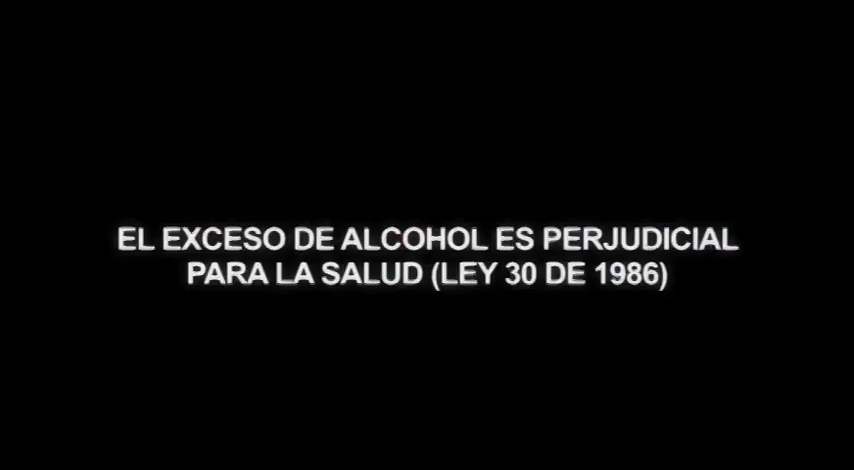 EL EXCESO DE ALCOHOL ES PERJUDICIAL
PARA LA SALUD (LEY 30 DE 1986)